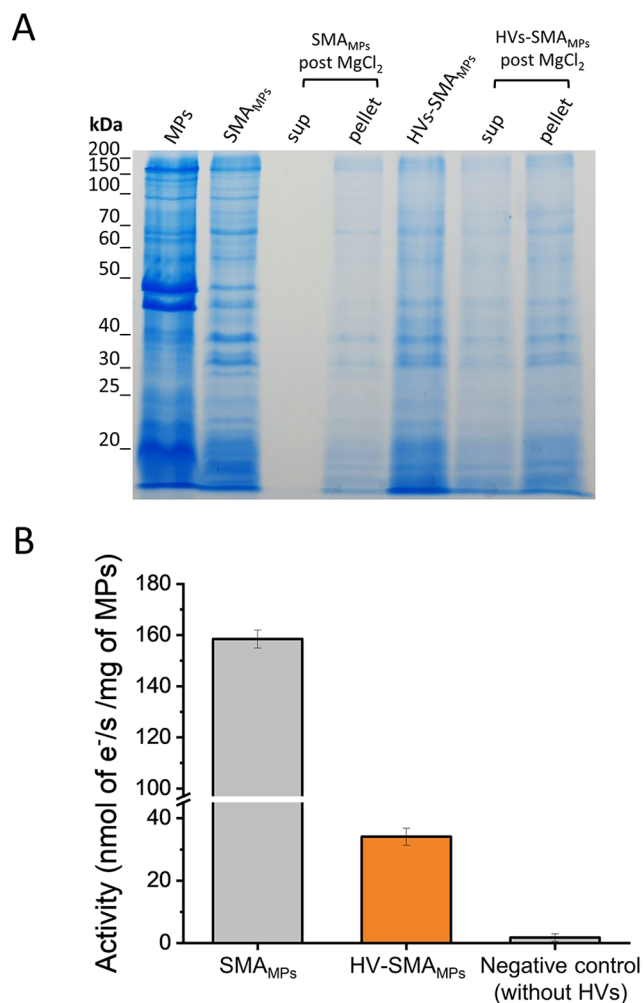 A
SMAMPs
post MgCl2
HVs-SMAMPs
post MgCl2
kDa
MPs
SMAMPs
sup
pellet
HVs-SMAMPs
sup
pellet
200
150
100
70
60
50
40
30
25
20
B
Activity (nmol of e-/s /mg of MPs)
180
160
140
120
100
40
20
0
SMAMPs
HV-SMAMPs
Negative control
(without HVs)